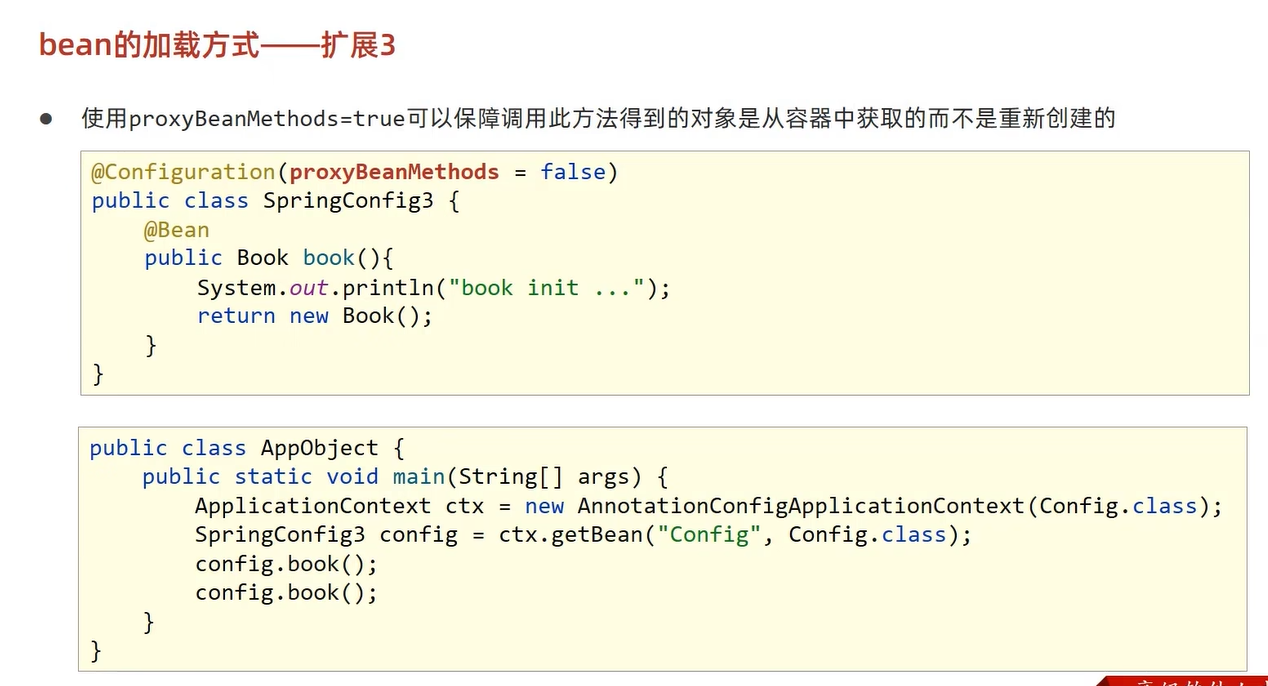 bean的加载方式——扩展3
● 使用proxyBeanMethods=true可以保障调用此方法得到的对象是从容器中获取的而不是重新创建的
@Configuration(proxyBeanMethods = false)
public class SpringConfig3 {
    @Bean
    public Book book(){
        System.out.println("book init ...");
        return new Book();
    }
}
public class AppObject {
    public static void main(String[] args) {
        ApplicationContext ctx = new AnnotationConfigApplicationContext(Config.class);
        SpringConfig3 config = ctx.getBean("Config", Config.class);
        config.book();
        config.book();
    }
}